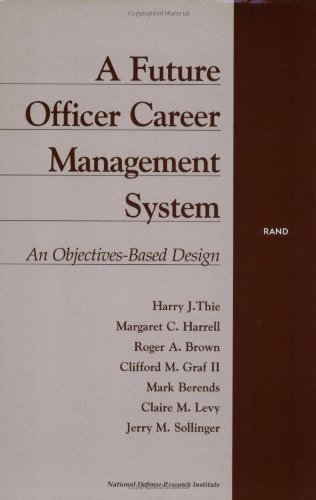 A Future
Officer Career
Management
System
An Objectives-Based Design
RAND
Harry J.Thie
Margaret C. Harrell
Roger A. Brown
Clifford M. Graf II
Mark Berends
Claire M. Levy
Jerry M. Sollinger
National Defense Research Institute